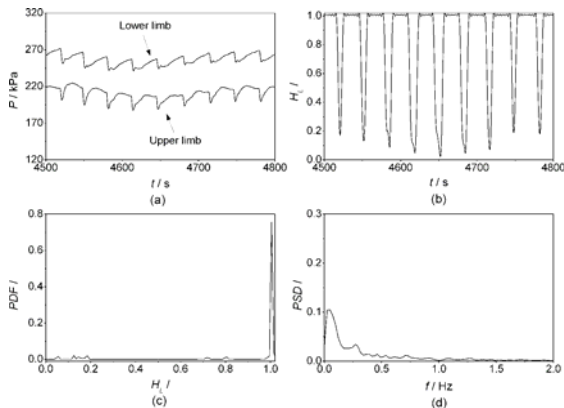 320
270
220
170
120
P / kPa
Lower limb
Upper limb
4500
4600
4700
4800
t / s
(a)
1.0
0.8
0.6
0.4
0.2
0.0
H_L /
4500
4600
4700
4800
t / s
(b)
0.8
0.6
0.4
0.2
0.0
PDF /
0.0
0.2
0.4
0.6
0.8
1.0
H_L /
(c)
0.3
0.2
0.1
0.0
PSD /
0.0
0.5
1.0
1.5
2.0
f / Hz
(d)